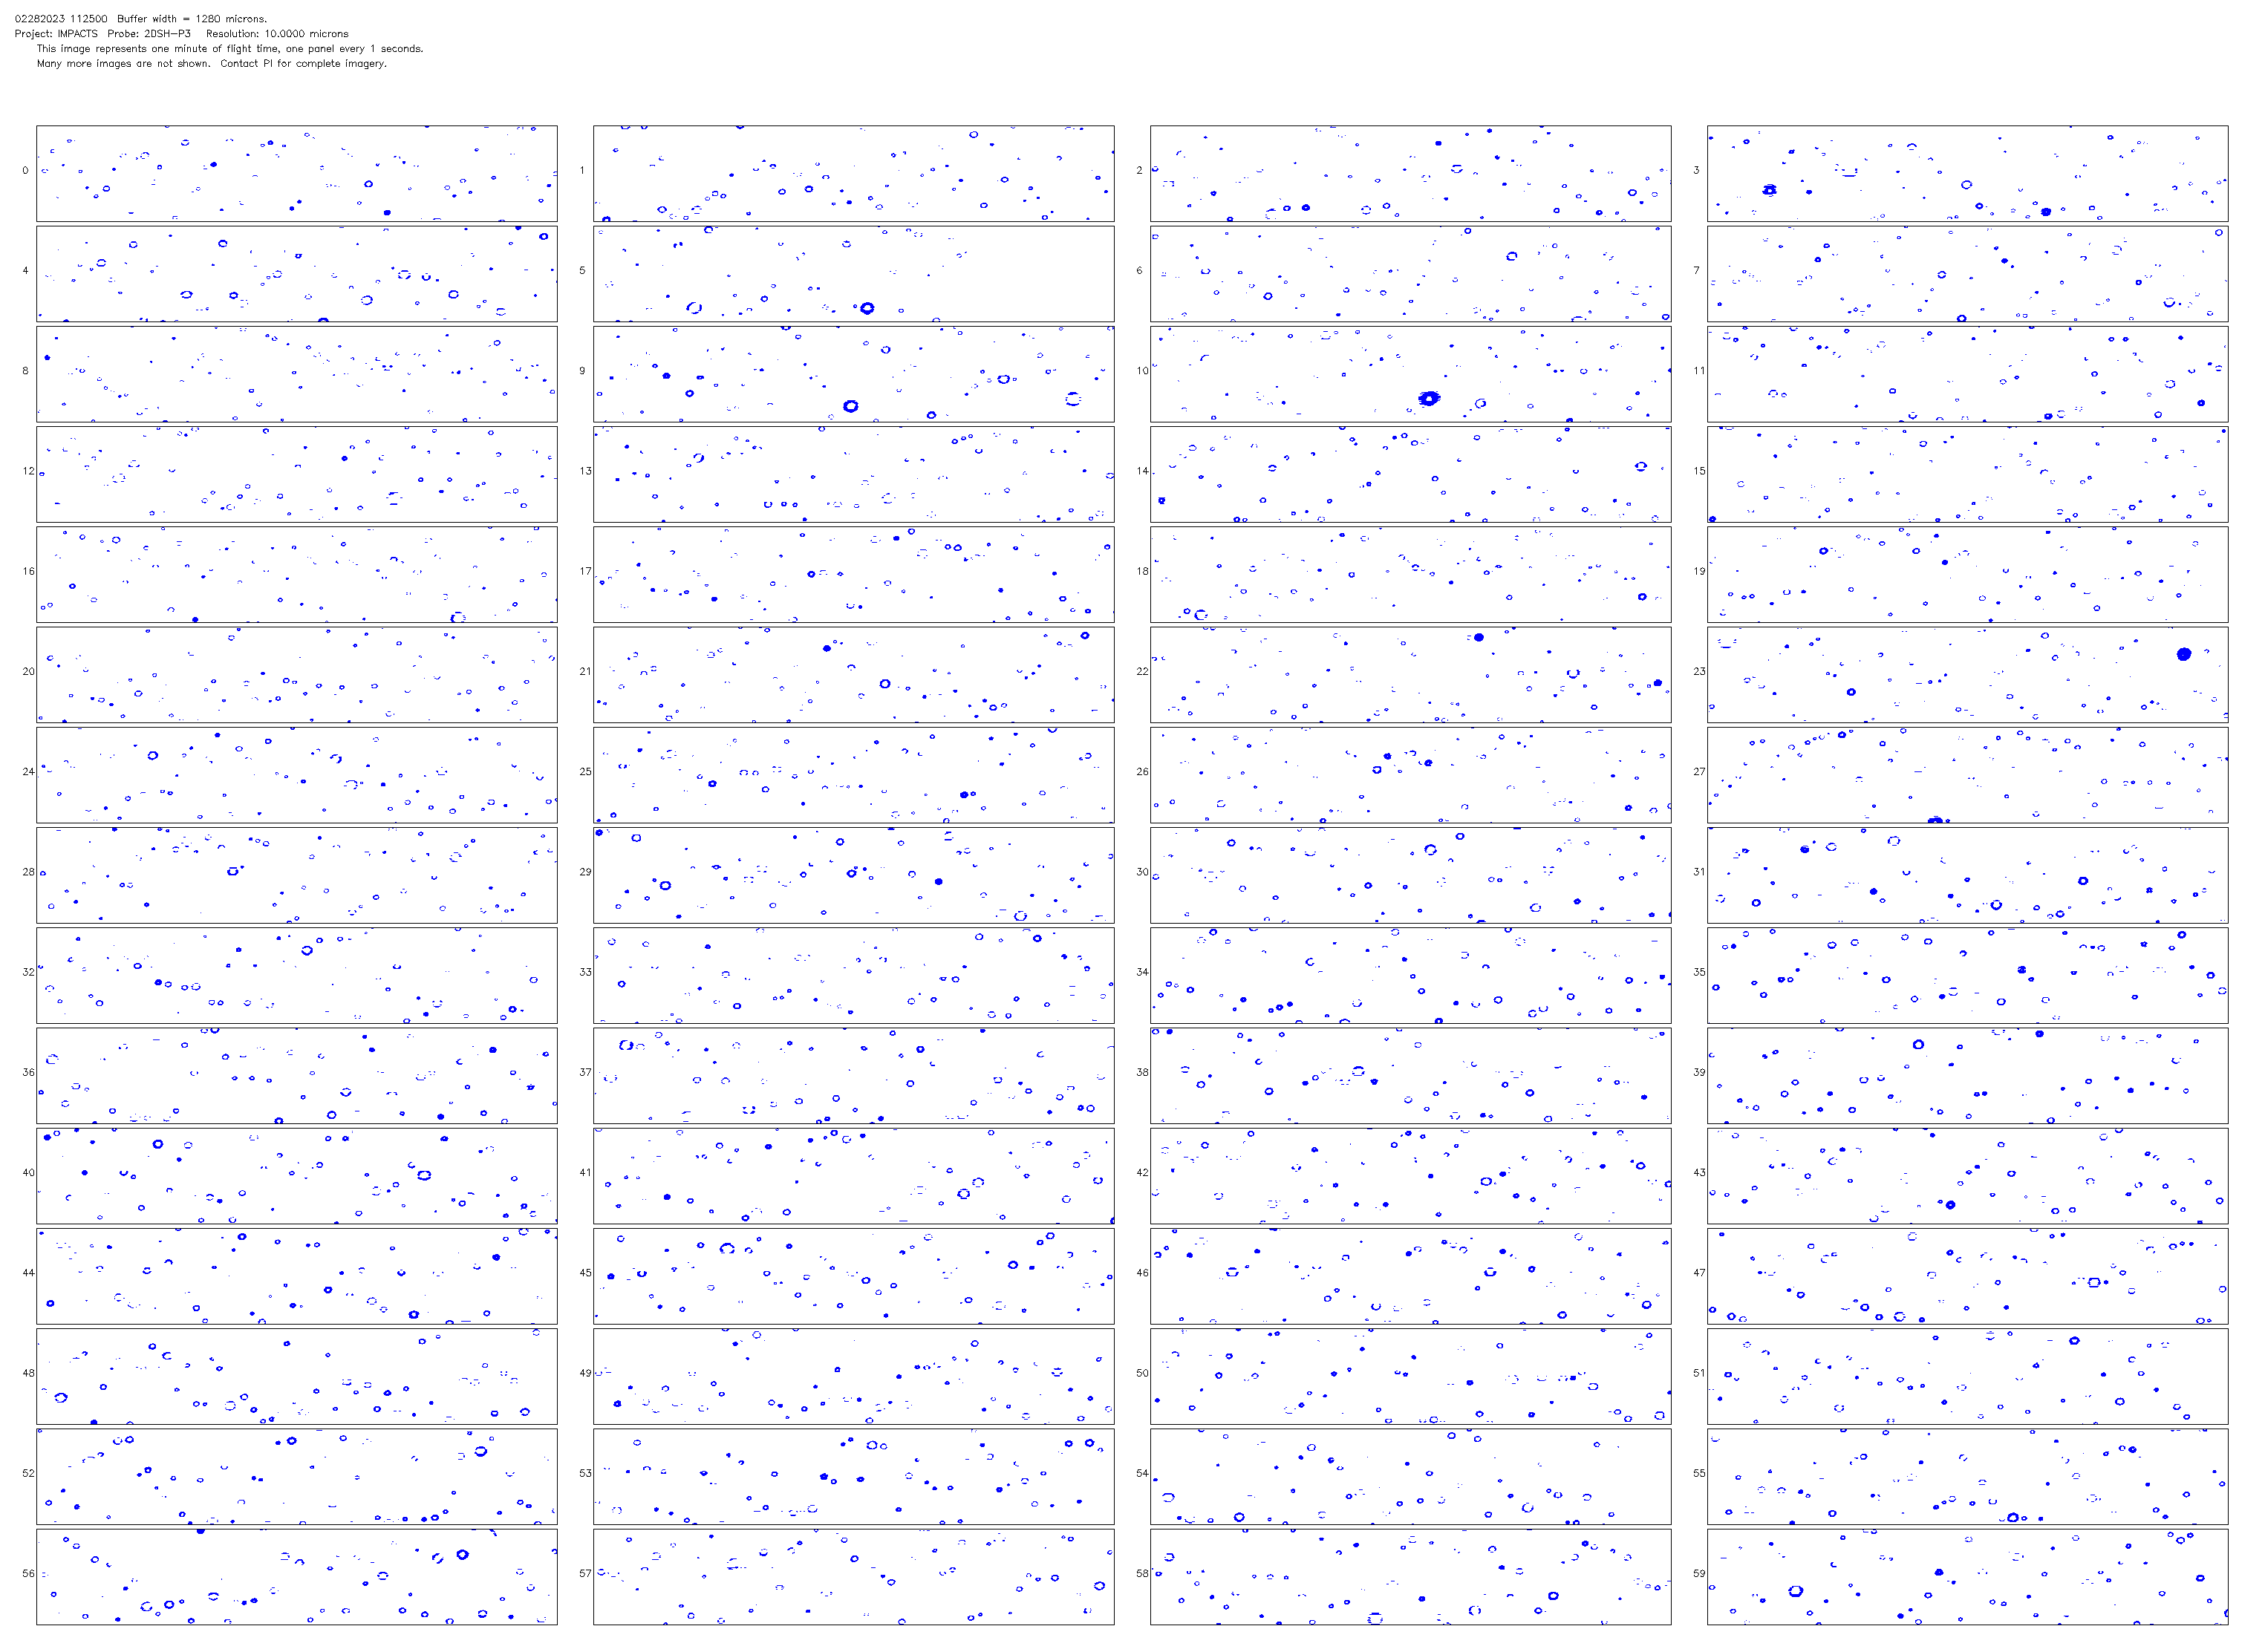 02282023 112500  Buffer width = 1280 microns.
Project: IMPACTS  Probe: 2DSH-P3   Resolution: 10.0000 microns
This image represents one minute of flight time, one panel every 1 seconds.
Many more images are not shown.  Contact PI for complete imagery.
0 1 2 3
4 5 6 7
8 9 10 11
12 13 14 15
16 17 18 19
20 21 22 23
24 25 26 27
28 29 30 31
32 33 34 35
36 37 38 39
40 41 42 43
44 45 46 47
48 49 50 51
52 53 54 55
56 57 58 59